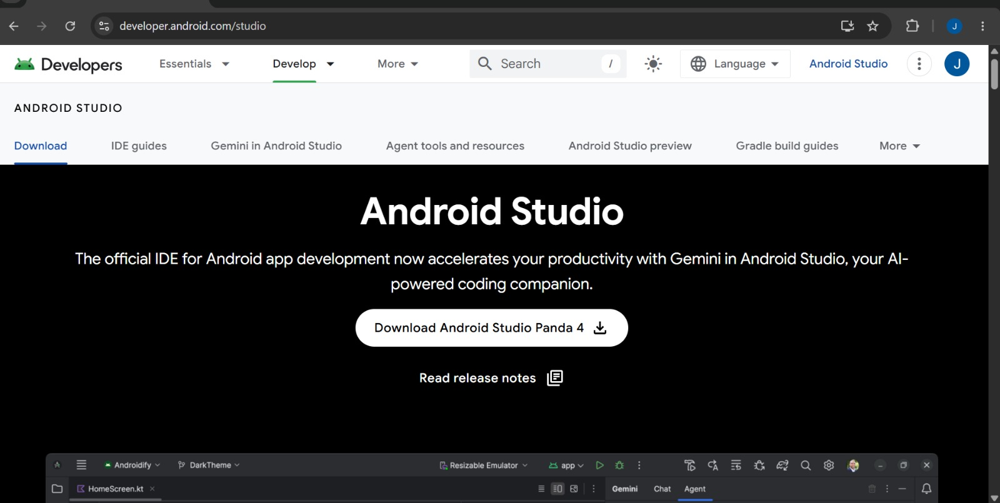 developer.android.com/studio
J
Developers
Essentials
Develop
More
Search
/
Language
Android Studio
J
ANDROID STUDIO
Download
IDE guides
Gemini in Android Studio
Agent tools and resources
Android Studio preview
Gradle build guides
More
Android Studio
The official IDE for Android app development now accelerates your productivity with Gemini in Android Studio, your AI-
powered coding companion.
Download Android Studio Panda 4
Read release notes
Androidify
DarkTheme
Resizable Emulator
app
HomeScreen.kt
Gemini
Chat
Agent